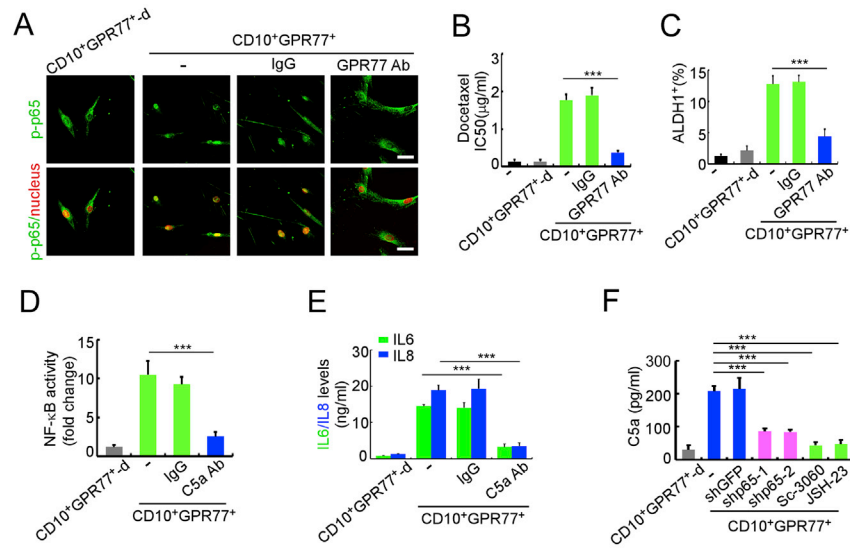 A
CD10⁺GPR77⁺-d
CD10⁺GPR77⁺
- IgG GPR77 Ab
p-p65
p-p65/nucleus
B
Docetaxel
IC50(μg/ml)
3
2
1
0
***
- CD10⁺GPR77⁺-d - IgG GPR77 Ab
CD10⁺GPR77⁺
C
ALDH1⁺(%)
15
10
5
0
***
- CD10⁺GPR77⁺-d - IgG GPR77 Ab
CD10⁺GPR77⁺
D
NF-κB activity
(fold change)
15
10
5
0
***
CD10⁺GPR77⁺-d - IgG C5a Ab
CD10⁺GPR77⁺
E
IL6
IL8
IL6/IL8 levels
(ng/ml)
30
20
10
0
***
***
CD10⁺GPR77⁺-d - IgG C5a Ab
CD10⁺GPR77⁺
F
C5a (pg/ml)
300
200
100
0
***
***
***
***
CD10⁺GPR77⁺-d - shGFP shp65-1 shp65-2 Sc-3060 JSH-23
CD10⁺GPR77⁺